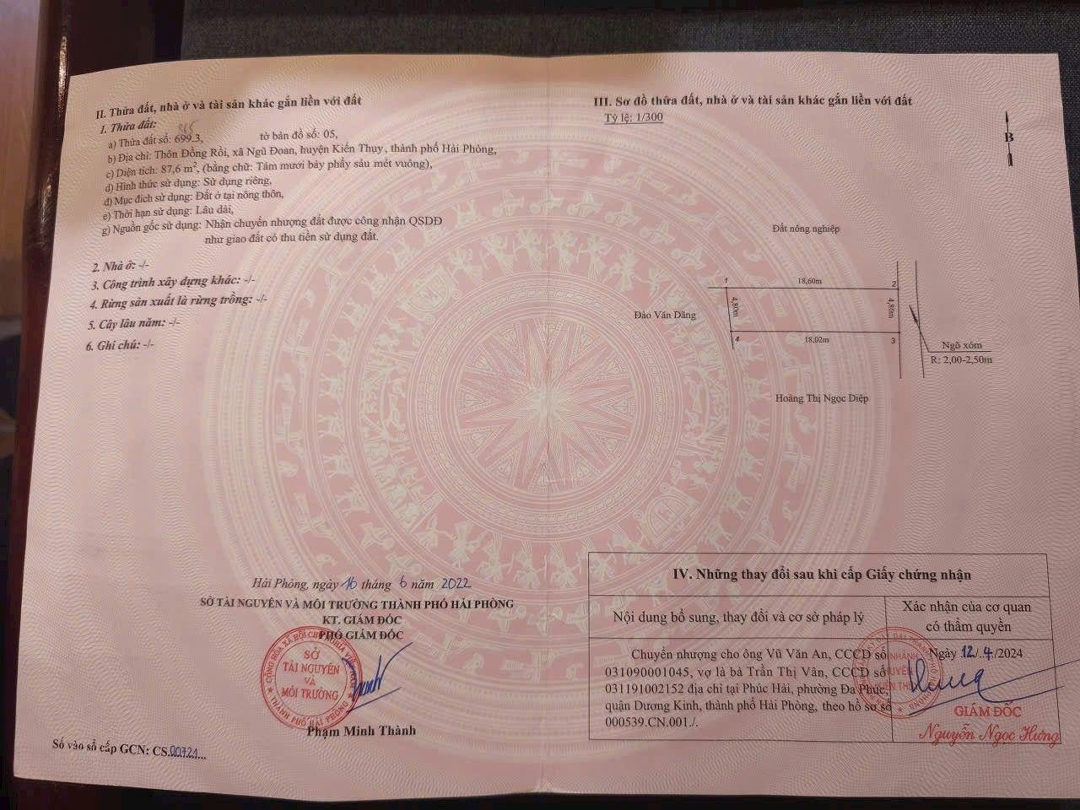 II. Thửa đất, nhà ở và tài sản khác gắn liền với đất
1. Thửa đất:
a) Thửa đất số: 699.3, tờ bản đồ số: 05,
b) Địa chỉ: Thôn Đồng Rồi, xã Ngũ Đoan, huyện Kiến Thụy, thành phố Hải Phòng,
c) Diện tích: 87,6 m², (bằng chữ: Tám mươi bảy phẩy sáu mét vuông),
d) Hình thức sử dụng: Sử dụng riêng,
đ) Mục đích sử dụng: Đất ở tại nông thôn,
e) Thời hạn sử dụng: Lâu dài,
g) Nguồn gốc sử dụng: Nhận chuyển nhượng đất được công nhận QSDĐ
như giao đất có thu tiền sử dụng đất.
2. Nhà ở: -/-
3. Công trình xây dựng khác: -/-
4. Rừng sản xuất là rừng trồng: -/-
5. Cây lâu năm: -/-
6. Ghi chú: -/-
Hải Phòng, ngày 16 tháng 6 năm 2022
SỞ TÀI NGUYÊN VÀ MÔI TRƯỜNG THÀNH PHỐ HẢI PHÒNG
KT. GIÁM ĐỐC
PHÓ GIÁM ĐỐC
SỞ
TÀI NGUYÊN
VÀ
MÔI TRƯỜNG
THÀNH PHỐ HẢI PHÒNG
Phạm Minh Thành
Số vào sổ cấp GCN: CS.00721...
III. Sơ đồ thửa đất, nhà ở và tài sản khác gắn liền với đất
Tỷ lệ: 1/300
B
Đất nông nghiệp
1 18,60m 2
Đào Văn Dăng 4,80m 4,80m
4 18,02m 3
Ngõ xóm
R: 2,00-2,50m
Hoàng Thị Ngọc Diệp
IV. Những thay đổi sau khi cấp Giấy chứng nhận
Nội dung bổ sung, thay đổi và cơ sở pháp lý
Xác nhận của cơ quan
có thẩm quyền
Chuyển nhượng cho ông Vũ Văn An, CCCD số
031090001045, vợ là bà Trần Thị Vân, CCCD số
031191002152 địa chỉ tại Phúc Hải, phường Đa Phúc,
quận Dương Kinh, thành phố Hải Phòng, theo hồ sơ số
000539.CN.001./.
Ngày 12./.4./2024
GIÁM ĐỐC
Nguyễn Ngọc Hưng